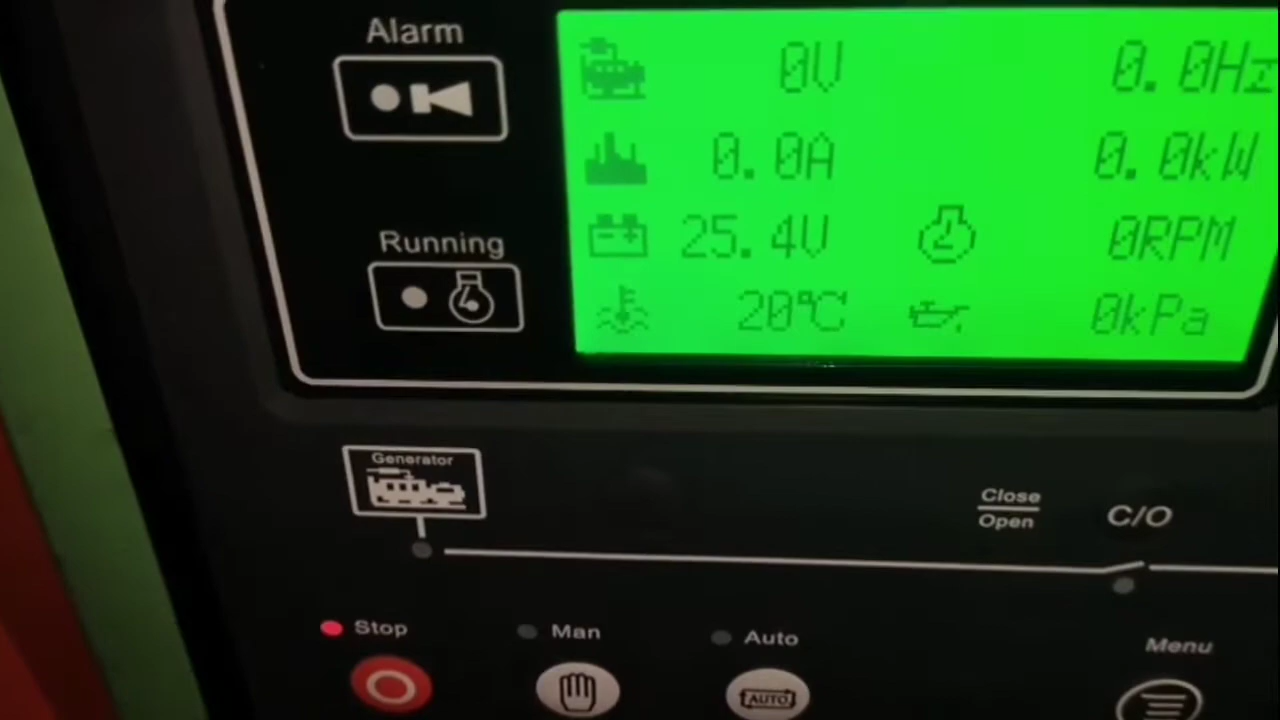 Alarm
0V 0.0Hz
0.0A 0.0kW
25.4V 0RPM
Running
20℃ 0kPa
Generator
Close
Open
C/O
Stop
Man
Auto
Menu
AUTO